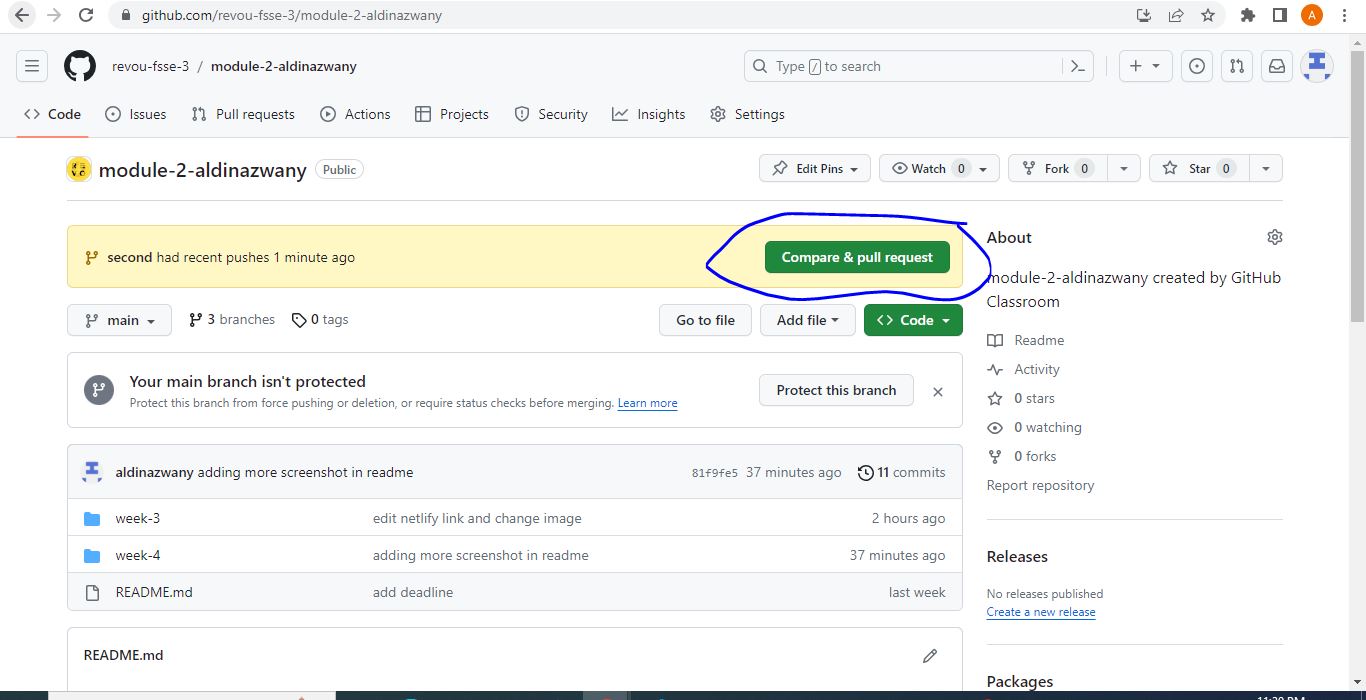 github.com/revou-fsse-3/module-2-aldinazwany
A
revou-fsse-3 / module-2-aldinazwany
Type / to search
Code Issues Pull requests Actions Projects Security Insights Settings
module-2-aldinazwany Public
Edit Pins Watch 0 Fork 0 Star 0
second had recent pushes 1 minute ago Compare & pull request
main 3 branches 0 tags Go to file Add file Code
Your main branch isn't protected
Protect this branch from force pushing or deletion, or require status checks before merging. Learn more
Protect this branch
aldinazwany adding more screenshot in readme 81f9fe5 37 minutes ago 11 commits
week-3 edit netlify link and change image 2 hours ago
week-4 adding more screenshot in readme 37 minutes ago
README.md add deadline last week
README.md
About
module-2-aldinazwany created by GitHub
Classroom
Readme
Activity
0 stars
0 watching
0 forks
Report repository
Releases
No releases published
Create a new release
Packages